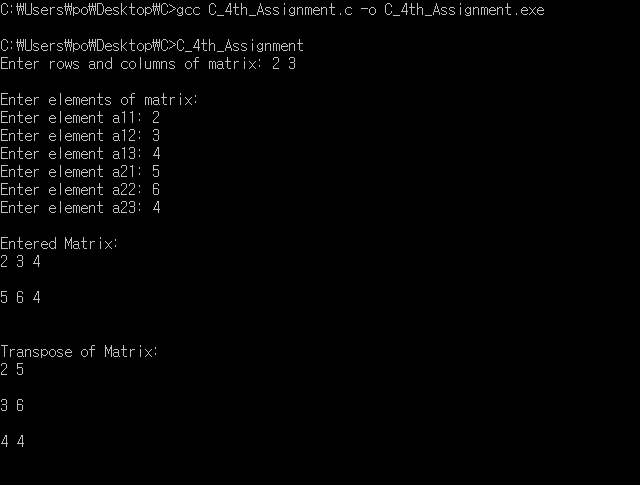 C:₩Users₩po₩Desktop₩C>gcc C_4th_Assignment.c -o C_4th_Assignment.exe
C:₩Users₩po₩Desktop₩C>C_4th_Assignment
Enter rows and columns of matrix: 2 3
Enter elements of matrix:
Enter element a11: 2
Enter element a12: 3
Enter element a13: 4
Enter element a21: 5
Enter element a22: 6
Enter element a23: 4
Entered Matrix:
2 3 4
5 6 4
Transpose of Matrix:
2 5
3 6
4 4